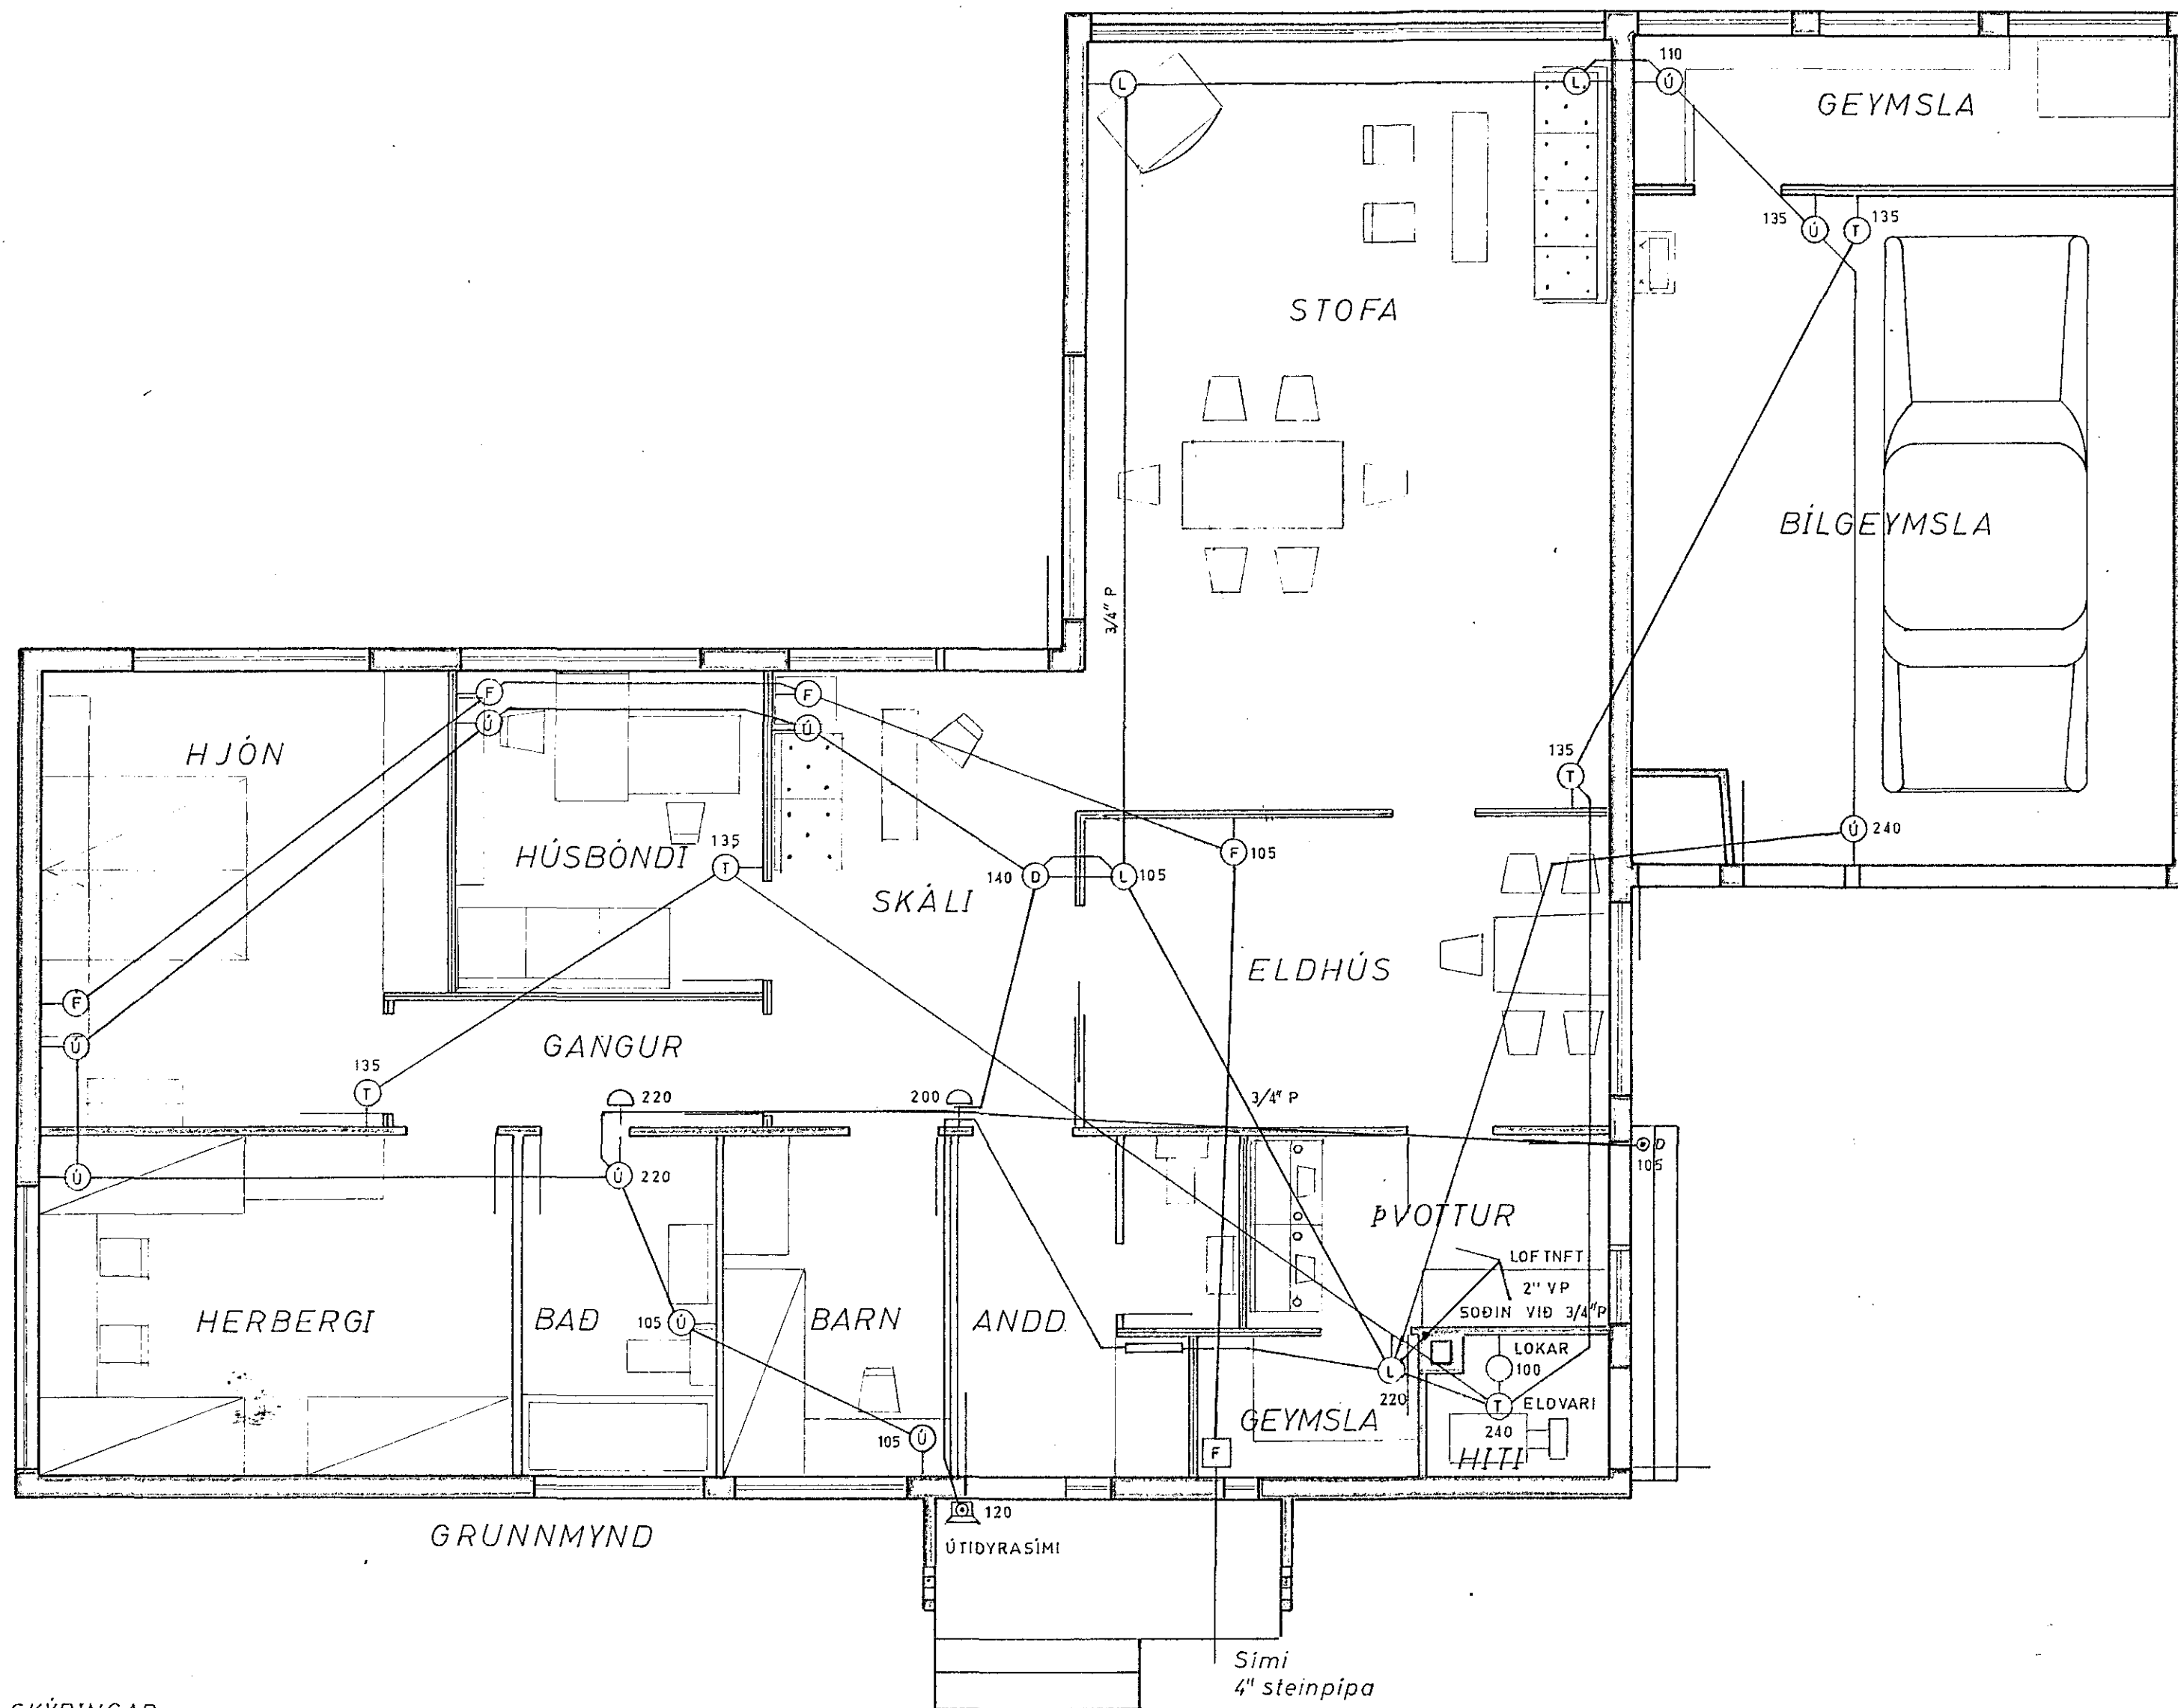 110
L
L
Ú
GEYMSLA
135
Ú
T
135
STOFA
BÍLGEYMSLA
3/4" P
F
F
Ú
Ú
HJÓN
135
T
Ú
240
HÚSBÓNDI
135
T
F
105
140
D
L
105
SKÁLI
ELDHÚS
F
Ú
GANGUR
135
T
220
200
3/4" P
D
105
Ú
Ú
220
ÞVOTTUR
LOFTNFT
2" VP
SOÐIN VIÐ 3/4" P
HERBERGI
BAÐ
105
Ú
BARN
ANDD.
LOKAR
100
L
220
T
ELDVARI
240
GEYMSLA
105
Ú
F
HITI
120
GRUNNMYND
ÚTIDYRASÍMI
Sími
4" steinpípa